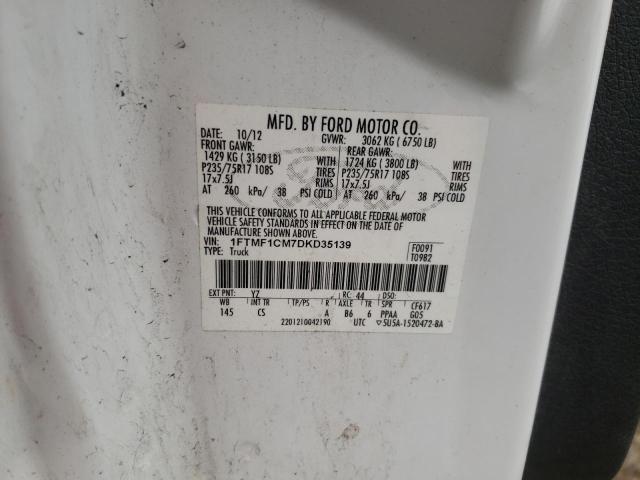 MFD. BY FORD MOTOR CO.
DATE: 10/12 GVWR: 3062 KG ( 6750 LB)
FRONT GAWR: REAR GAWR:
1429 KG ( 3150 LB) WITH 1724 KG ( 3800 LB) WITH
P235/75R17 108S TIRES P235/75R17 108S TIRES
17x7.5J RIMS 17x7.5J RIMS
AT 260 kPa/ 38 PSI COLD AT 260 kPa/ 38 PSI COLD
THIS VEHICLE CONFORMS TO ALL APPLICABLE FEDERAL MOTOR
VEHICLE SAFETY STANDARDS IN EFFECT ON THE DATE OF
MANUFACTURE SHOWN ABOVE.
VIN: 1FTMF1CM7DKD35139 F0091
TYPE: Truck T0982
EXT PNT: YZ RC: 44 DSO:
WB INT TR TP/PS R AXLE TR SPR CF617
145 CS A B6 6 PPAA G05
2201210042190 UTC ▽5U5A-1520472-BA
Ford